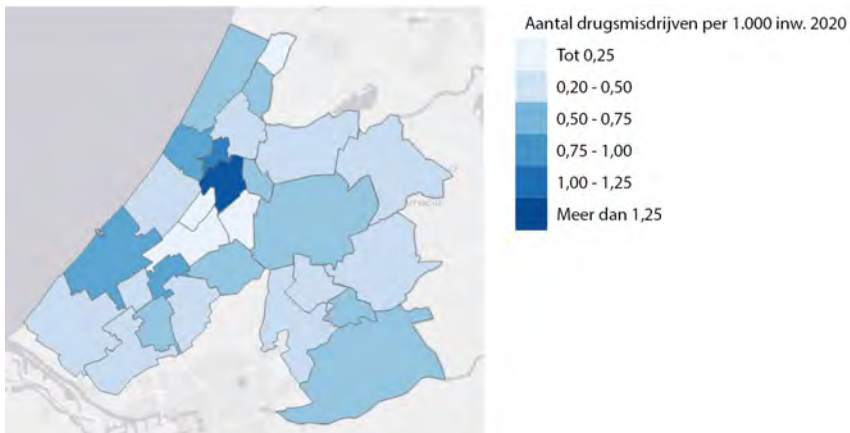 Aantal drugsmisdrijven per 1.000 inw. 2020
Tot 0,25
0,20 - 0,50
0,50 - 0,75
0,75 - 1,00
1,00 - 1,25
Meer dan 1,25